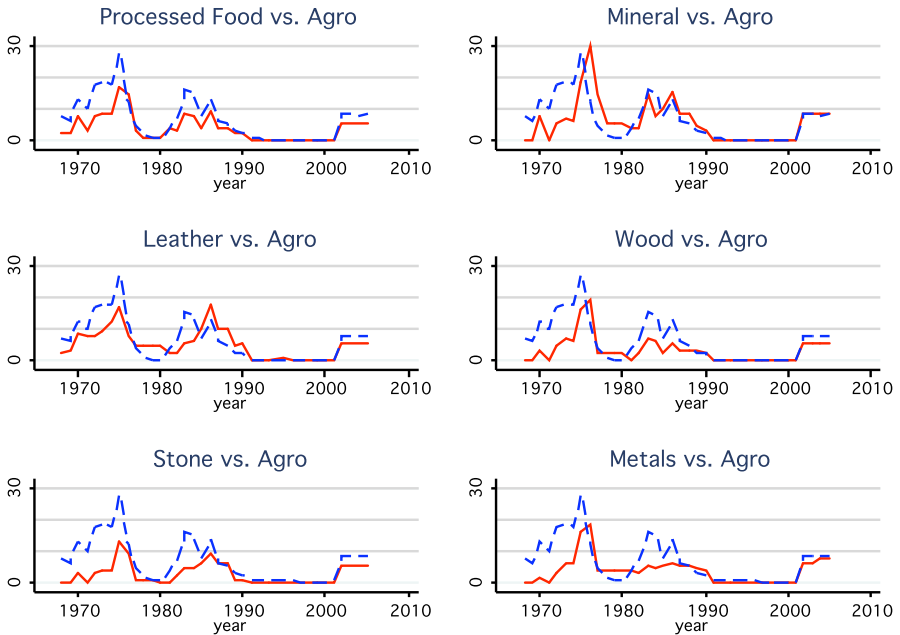 Processed Food vs. Agro
30
0
1970 1980 1990 2000 2010
year
Mineral vs. Agro
30
0
1970 1980 1990 2000 2010
year
Leather vs. Agro
30
0
1970 1980 1990 2000 2010
year
Wood vs. Agro
30
0
1970 1980 1990 2000 2010
year
Stone vs. Agro
30
0
1970 1980 1990 2000 2010
year
Metals vs. Agro
30
0
1970 1980 1990 2000 2010
year